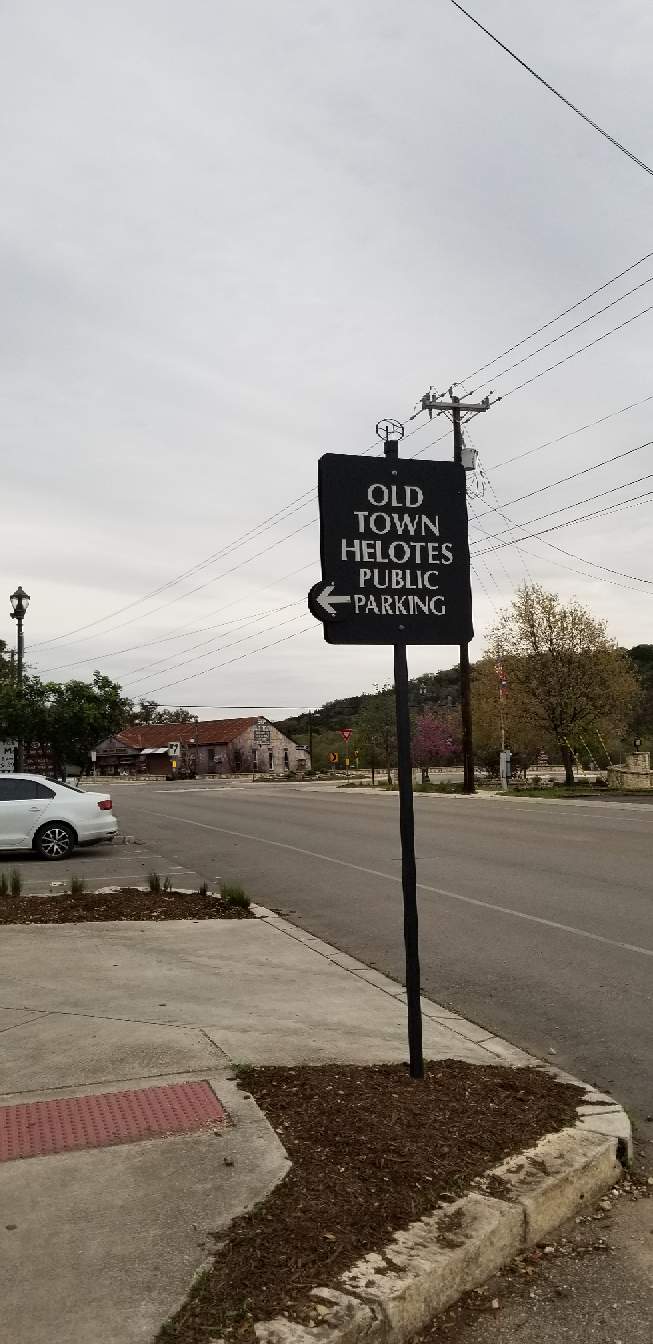 OLD
TOWN
HELOTES
PUBLIC
PARKING